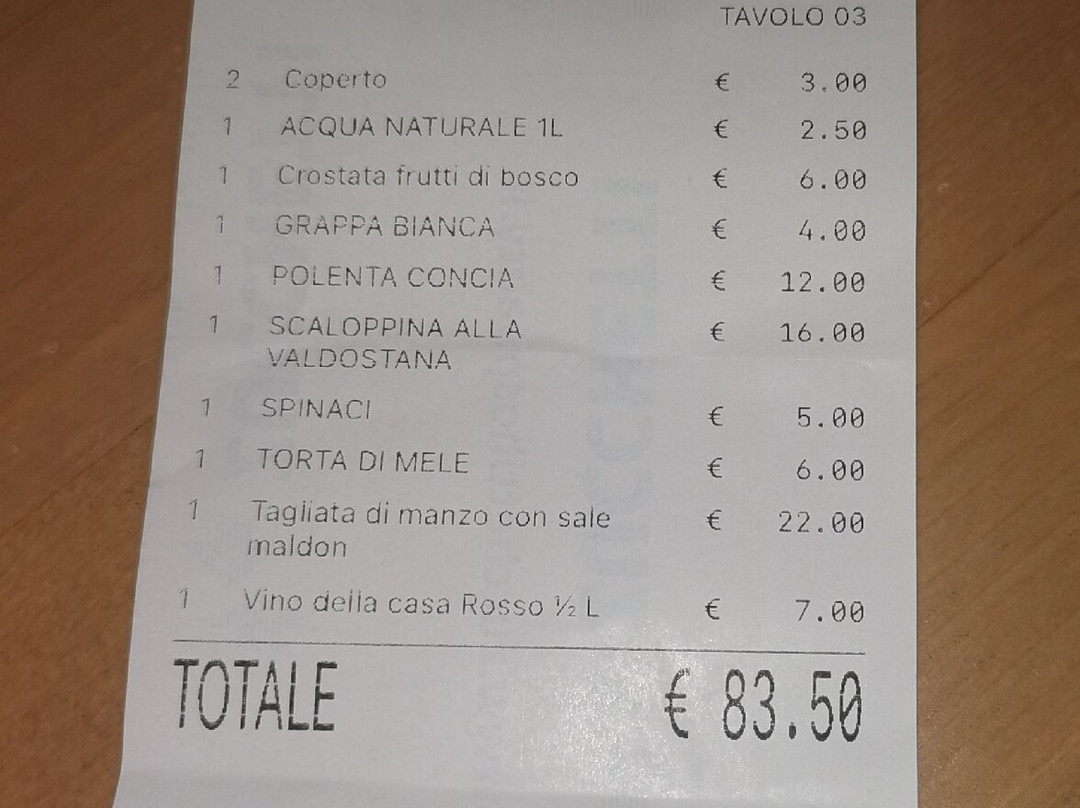 TAVOLO 03
2 Coperto € 3.00
1 ACQUA NATURALE 1L € 2.50
1 Crostata frutti di bosco € 6.00
1 GRAPPA BIANCA € 4.00
1 POLENTA CONCIA € 12.00
1 SCALOPPINA ALLA € 16.00
VALDOSTANA
1 SPINACI € 5.00
1 TORTA DI MELE € 6.00
1 Tagliata di manzo con sale € 22.00
maldon
1 Vino della casa Rosso ½ L € 7.00
TOTALE € 83.50